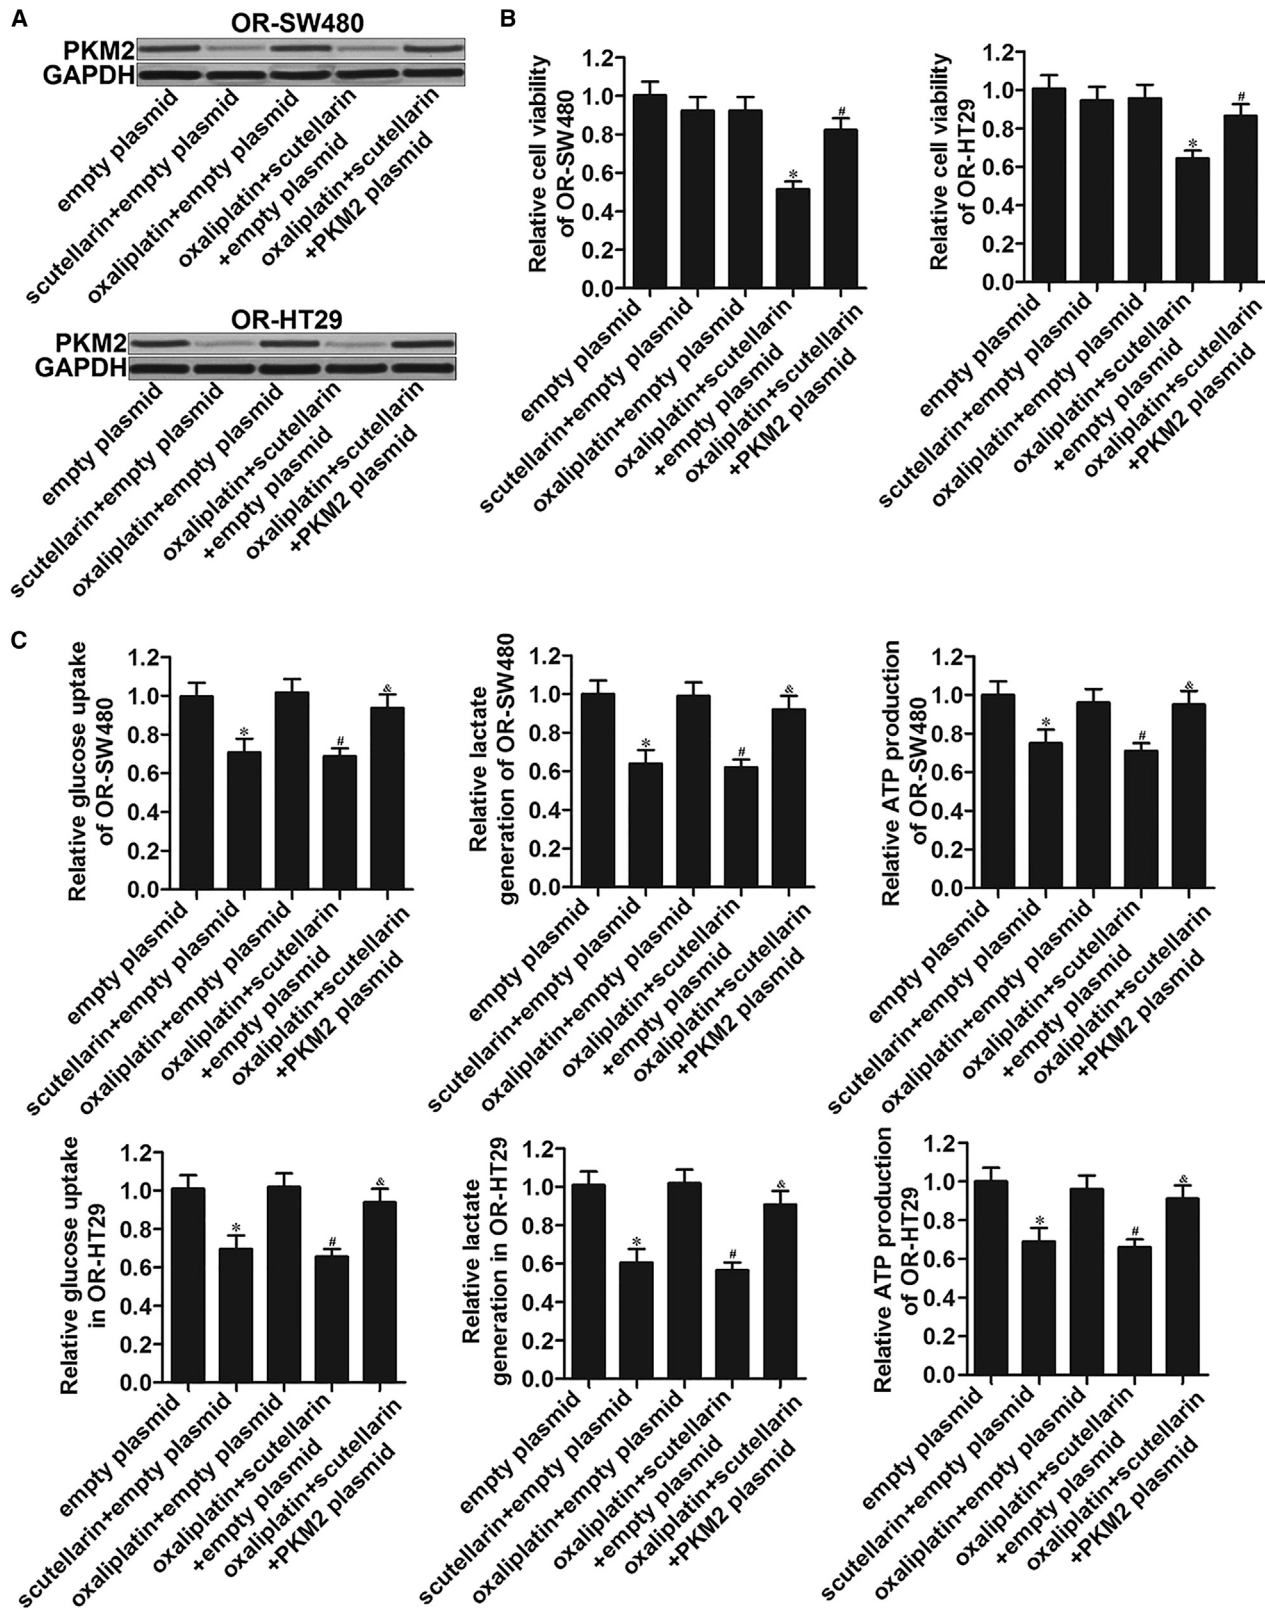 A
OR-SW480
PKM2
GAPDH
empty plasmid
scutellarin+empty plasmid
oxaliplatin+empty plasmid
oxaliplatin+scutellarin
+empty plasmid
oxaliplatin+scutellarin
+PKM2 plasmid
OR-HT29
PKM2
GAPDH
empty plasmid
scutellarin+empty plasmid
oxaliplatin+empty plasmid
oxaliplatin+scutellarin
+empty plasmid
oxaliplatin+scutellarin
+PKM2 plasmid
B
Relative cell viability
of OR-SW480
1.2
1.0
0.8
0.6
0.4
0.2
0.0
*
#
empty plasmid
scutellarin+empty plasmid
oxaliplatin+empty plasmid
oxaliplatin+scutellarin
+empty plasmid
oxaliplatin+scutellarin
+PKM2 plasmid
Relative cell viability
of OR-HT29
1.2
1.0
0.8
0.6
0.4
0.2
0.0
*
#
empty plasmid
scutellarin+empty plasmid
oxaliplatin+empty plasmid
oxaliplatin+scutellarin
+empty plasmid
oxaliplatin+scutellarin
+PKM2 plasmid
C
Relative glucose uptake
of OR-SW480
1.2
1.0
0.8
0.6
0.4
0.2
0.0
*
#
&
empty plasmid
scutellarin+empty plasmid
oxaliplatin+empty plasmid
oxaliplatin+scutellarin
+empty plasmid
oxaliplatin+scutellarin
+PKM2 plasmid
Relative lactate
generation of OR-SW480
1.2
1.0
0.8
0.6
0.4
0.2
0.0
*
#
&
empty plasmid
scutellarin+empty plasmid
oxaliplatin+empty plasmid
oxaliplatin+scutellarin
+empty plasmid
oxaliplatin+scutellarin
+PKM2 plasmid
Relative ATP production
of OR-SW480
1.2
1.0
0.8
0.6
0.4
0.2
0.0
*
#
&
empty plasmid
scutellarin+empty plasmid
oxaliplatin+empty plasmid
oxaliplatin+scutellarin
+empty plasmid
oxaliplatin+scutellarin
+PKM2 plasmid
Relative glucose uptake
in OR-HT29
1.2
1.0
0.8
0.6
0.4
0.2
0.0
*
#
&
empty plasmid
scutellarin+empty plasmid
oxaliplatin+empty plasmid
oxaliplatin+scutellarin
+empty plasmid
oxaliplatin+scutellarin
+PKM2 plasmid
Relative lactate
generation in OR-HT29
1.2
1.0
0.8
0.6
0.4
0.2
0.0
*
#
&
empty plasmid
scutellarin+empty plasmid
oxaliplatin+empty plasmid
oxaliplatin+scutellarin
+empty plasmid
oxaliplatin+scutellarin
+PKM2 plasmid
Relative ATP production
of OR-HT29
1.2
1.0
0.8
0.6
0.4
0.2
0.0
*
#
&
empty plasmid
scutellarin+empty plasmid
oxaliplatin+empty plasmid
oxaliplatin+scutellarin
+empty plasmid
oxaliplatin+scutellarin
+PKM2 plasmid